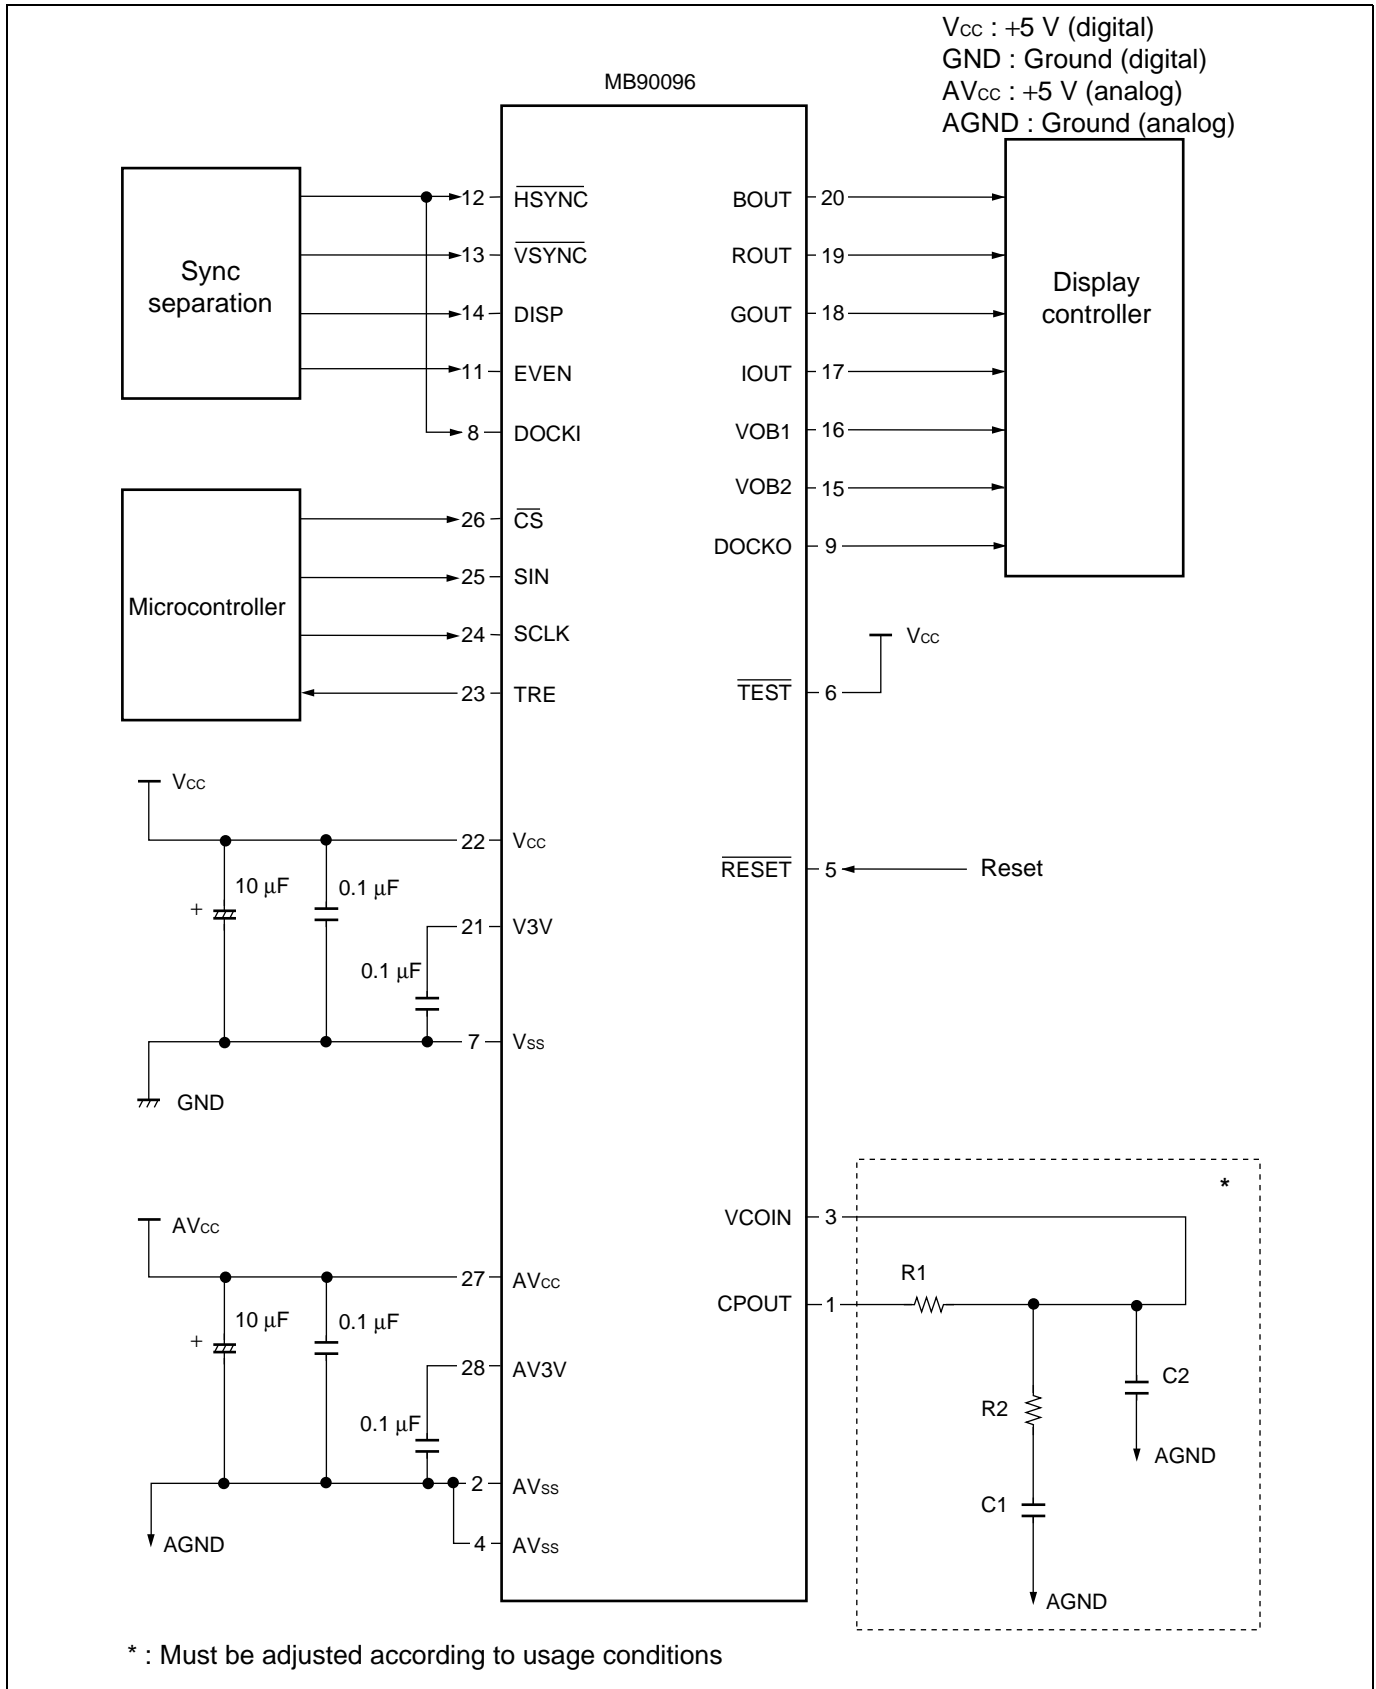 Vcc : +5 V (digital)
GND : Ground (digital)
AVcc : +5 V (analog)
AGND : Ground (analog)
MB90096
Sync
separation
12
HSYNC
13
VSYNC
14
DISP
11
EVEN
8
DOCKI
BOUT
20
ROUT
19
GOUT
18
IOUT
17
VOB1
16
VOB2
15
DOCKO
9
Display
controller
Microcontroller
26
CS
25
SIN
24
SCLK
23
TRE
TEST
6
Vcc
Vcc
22
Vcc
RESET
5
Reset
+
10 μF
0.1 μF
21
V3V
0.1 μF
7
Vss
GND
AVcc
27
AVcc
+
10 μF
0.1 μF
28
AV3V
0.1 μF
2
AVss
4
AVss
AGND
*
VCOIN
3
CPOUT
1
R1
R2
C2
AGND
C1
AGND
* : Must be adjusted according to usage conditions